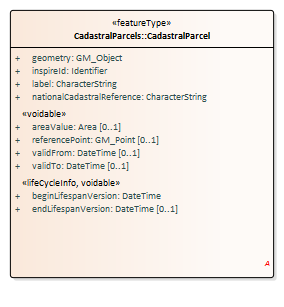 «featureType»
CadastralParcels::CadastralParcel
+ geometry: GM_Object
+ inspireId: Identifier
+ label: CharacterString
+ nationalCadastralReference: CharacterString
«voidable»
+ areaValue: Area [0..1]
+ referencePoint: GM_Point [0..1]
+ validFrom: DateTime [0..1]
+ validTo: DateTime [0..1]
«lifeCycleInfo, voidable»
+ beginLifespanVersion: DateTime
+ endLifespanVersion: DateTime [0..1]
A